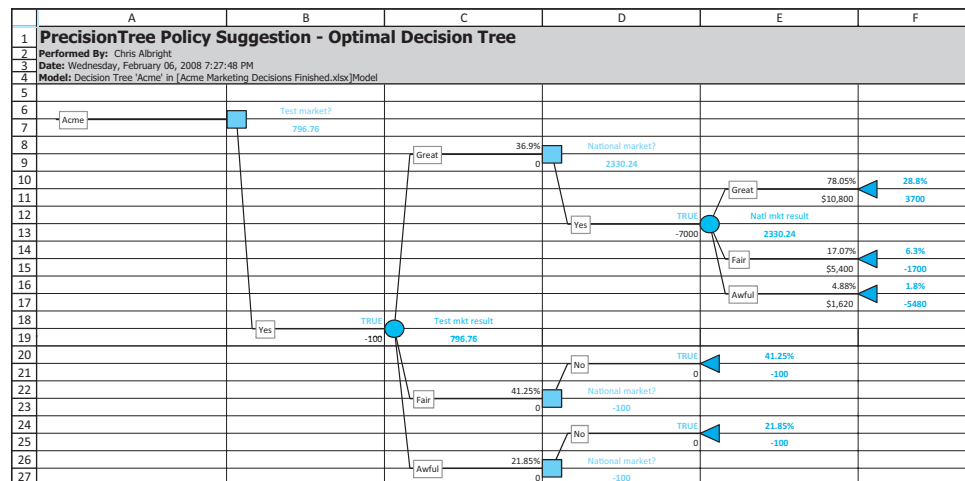 A B C D E F
1 PrecisionTree Policy Suggestion - Optimal Decision Tree
2 Performed By: Chris Albright
3 Date: Wednesday, February 06, 2008 7:27:48 PM
4 Model: Decision Tree 'Acme' in [Acme Marketing Decisions Finished.xlsx]Model
5
6 Test market?
Acme
7 796.76
8 36.9% National market?
Great
9 0 2330.24
10 78.05% 28.8%
Great
11 $10,800 3700
12 TRUE Natl mkt result
Yes
13 -7000 2330.24
14 17.07% 6.3%
Fair
15 $5,400 -1700
16 4.88% 1.8%
Awful
17 $1,620 -5480
18 TRUE Test mkt result
Yes
19 -100 796.76
20 TRUE 41.25%
No
21 0 -100
22 41.25% National market?
Fair
23 0 -100
24 TRUE 21.85%
No
25 0 -100
26 21.85% National market?
Awful
27 0 -100